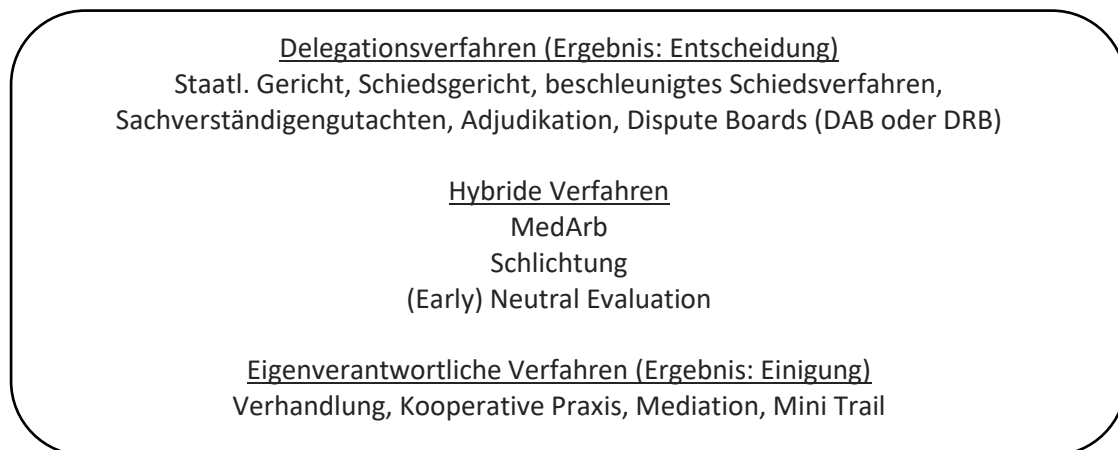 Delegationsverfahren (Ergebnis: Entscheidung)
Staatl. Gericht, Schiedsgericht, beschleunigtes Schiedsverfahren,
Sachverständigengutachten, Adjudikation, Dispute Boards (DAB oder DRB)
Hybride Verfahren
MedArb
Schlichtung
(Early) Neutral Evaluation
Eigenverantwortliche Verfahren (Ergebnis: Einigung)
Verhandlung, Kooperative Praxis, Mediation, Mini Trail